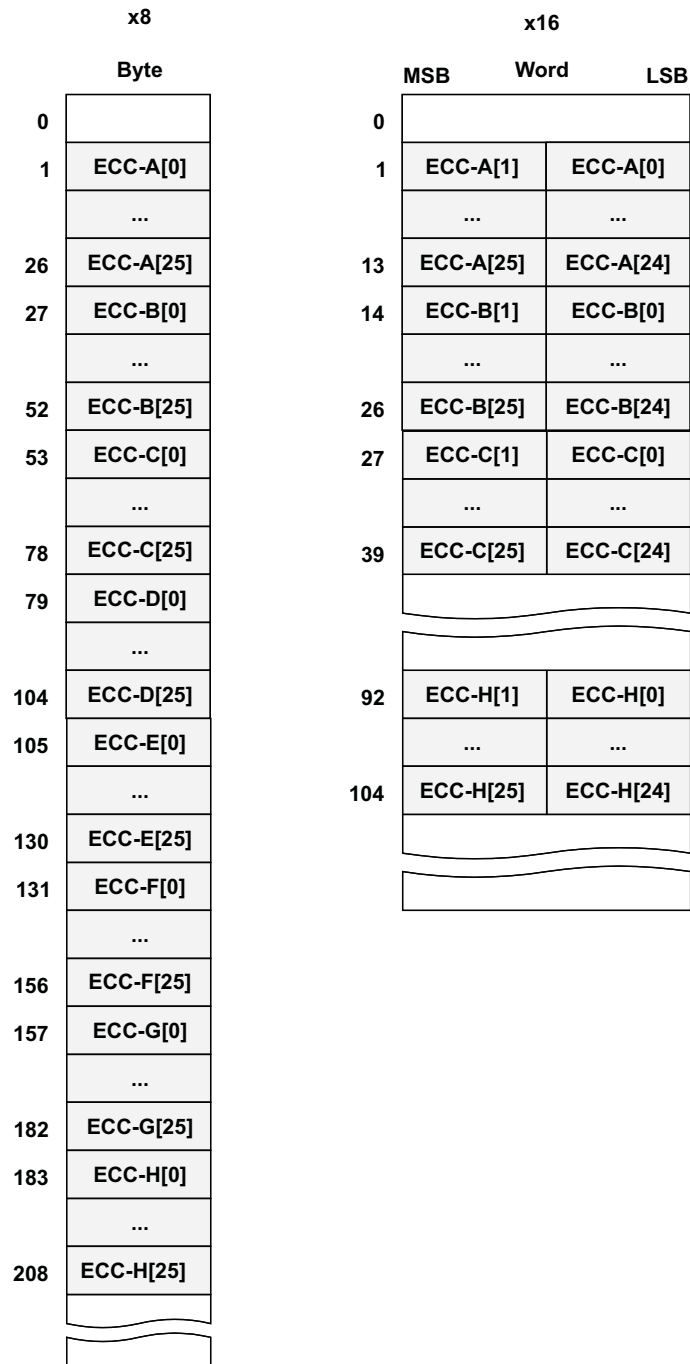 x8
Byte
0
1 ECC-A[0]
...
26 ECC-A[25]
27 ECC-B[0]
...
52 ECC-B[25]
53 ECC-C[0]
...
78 ECC-C[25]
79 ECC-D[0]
...
104 ECC-D[25]
105 ECC-E[0]
...
130 ECC-E[25]
131 ECC-F[0]
...
156 ECC-F[25]
157 ECC-G[0]
...
182 ECC-G[25]
183 ECC-H[0]
...
208 ECC-H[25]
x16
MSB Word LSB
0
1 ECC-A[1] ECC-A[0]
... ...
13 ECC-A[25] ECC-A[24]
14 ECC-B[1] ECC-B[0]
... ...
26 ECC-B[25] ECC-B[24]
27 ECC-C[1] ECC-C[0]
... ...
39 ECC-C[25] ECC-C[24]
92 ECC-H[1] ECC-H[0]
... ...
104 ECC-H[25] ECC-H[24]